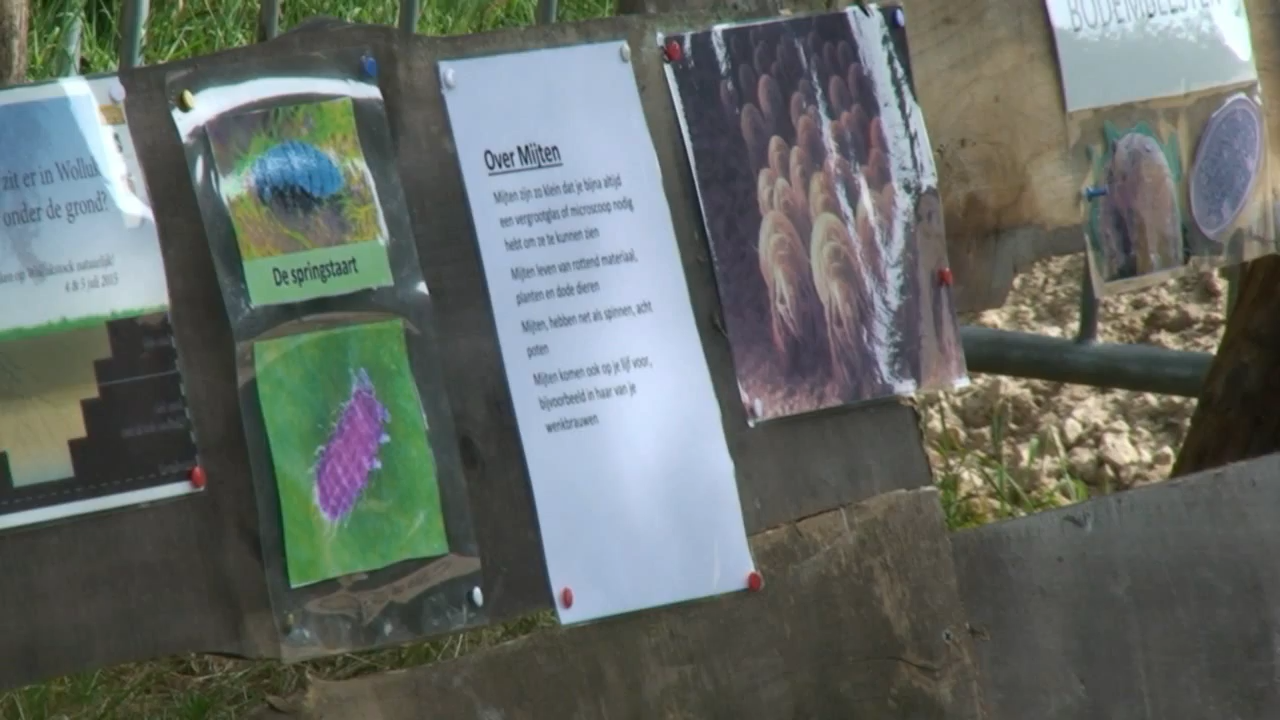 zit er in Wolluk
onder de grond?
4 & 5 juli 2015
De springstaart
Over Mijten
Mijten zijn zo klein dat je bijna altijd
een vergrootglas of microscoop nodig
hebt om ze te kunnen zien
Mijten leven van rottend materiaal,
planten en dode dieren
Mijten, hebben net als spinnen, acht
poten
Mijten komen ook op je lijf voor,
bijvoorbeeld in haar van je
wenkbrauwen
BODEMBEESTEN